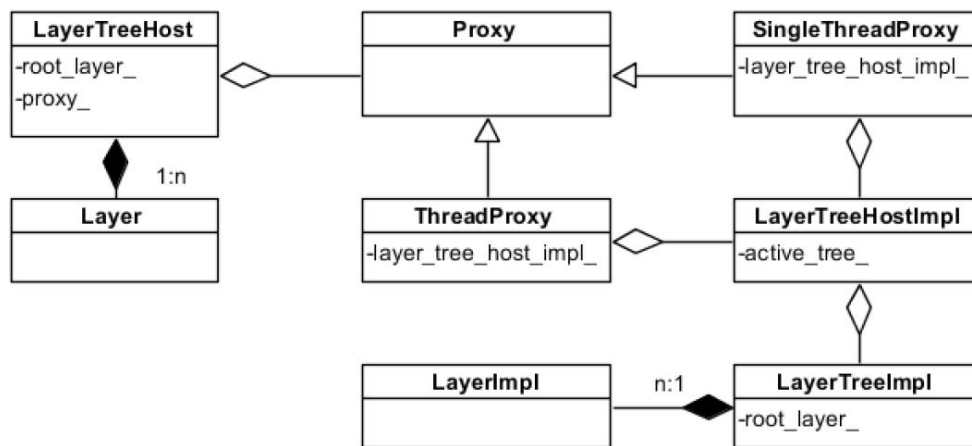 LayerTreeHost
-root_layer_
-proxy_
Proxy
SingleThreadProxy
-layer_tree_host_impl_
1:n
Layer
ThreadProxy
-layer_tree_host_impl_
LayerTreeHostImpl
-active_tree_
LayerImpl
n:1
LayerTreeImpl
-root_layer_